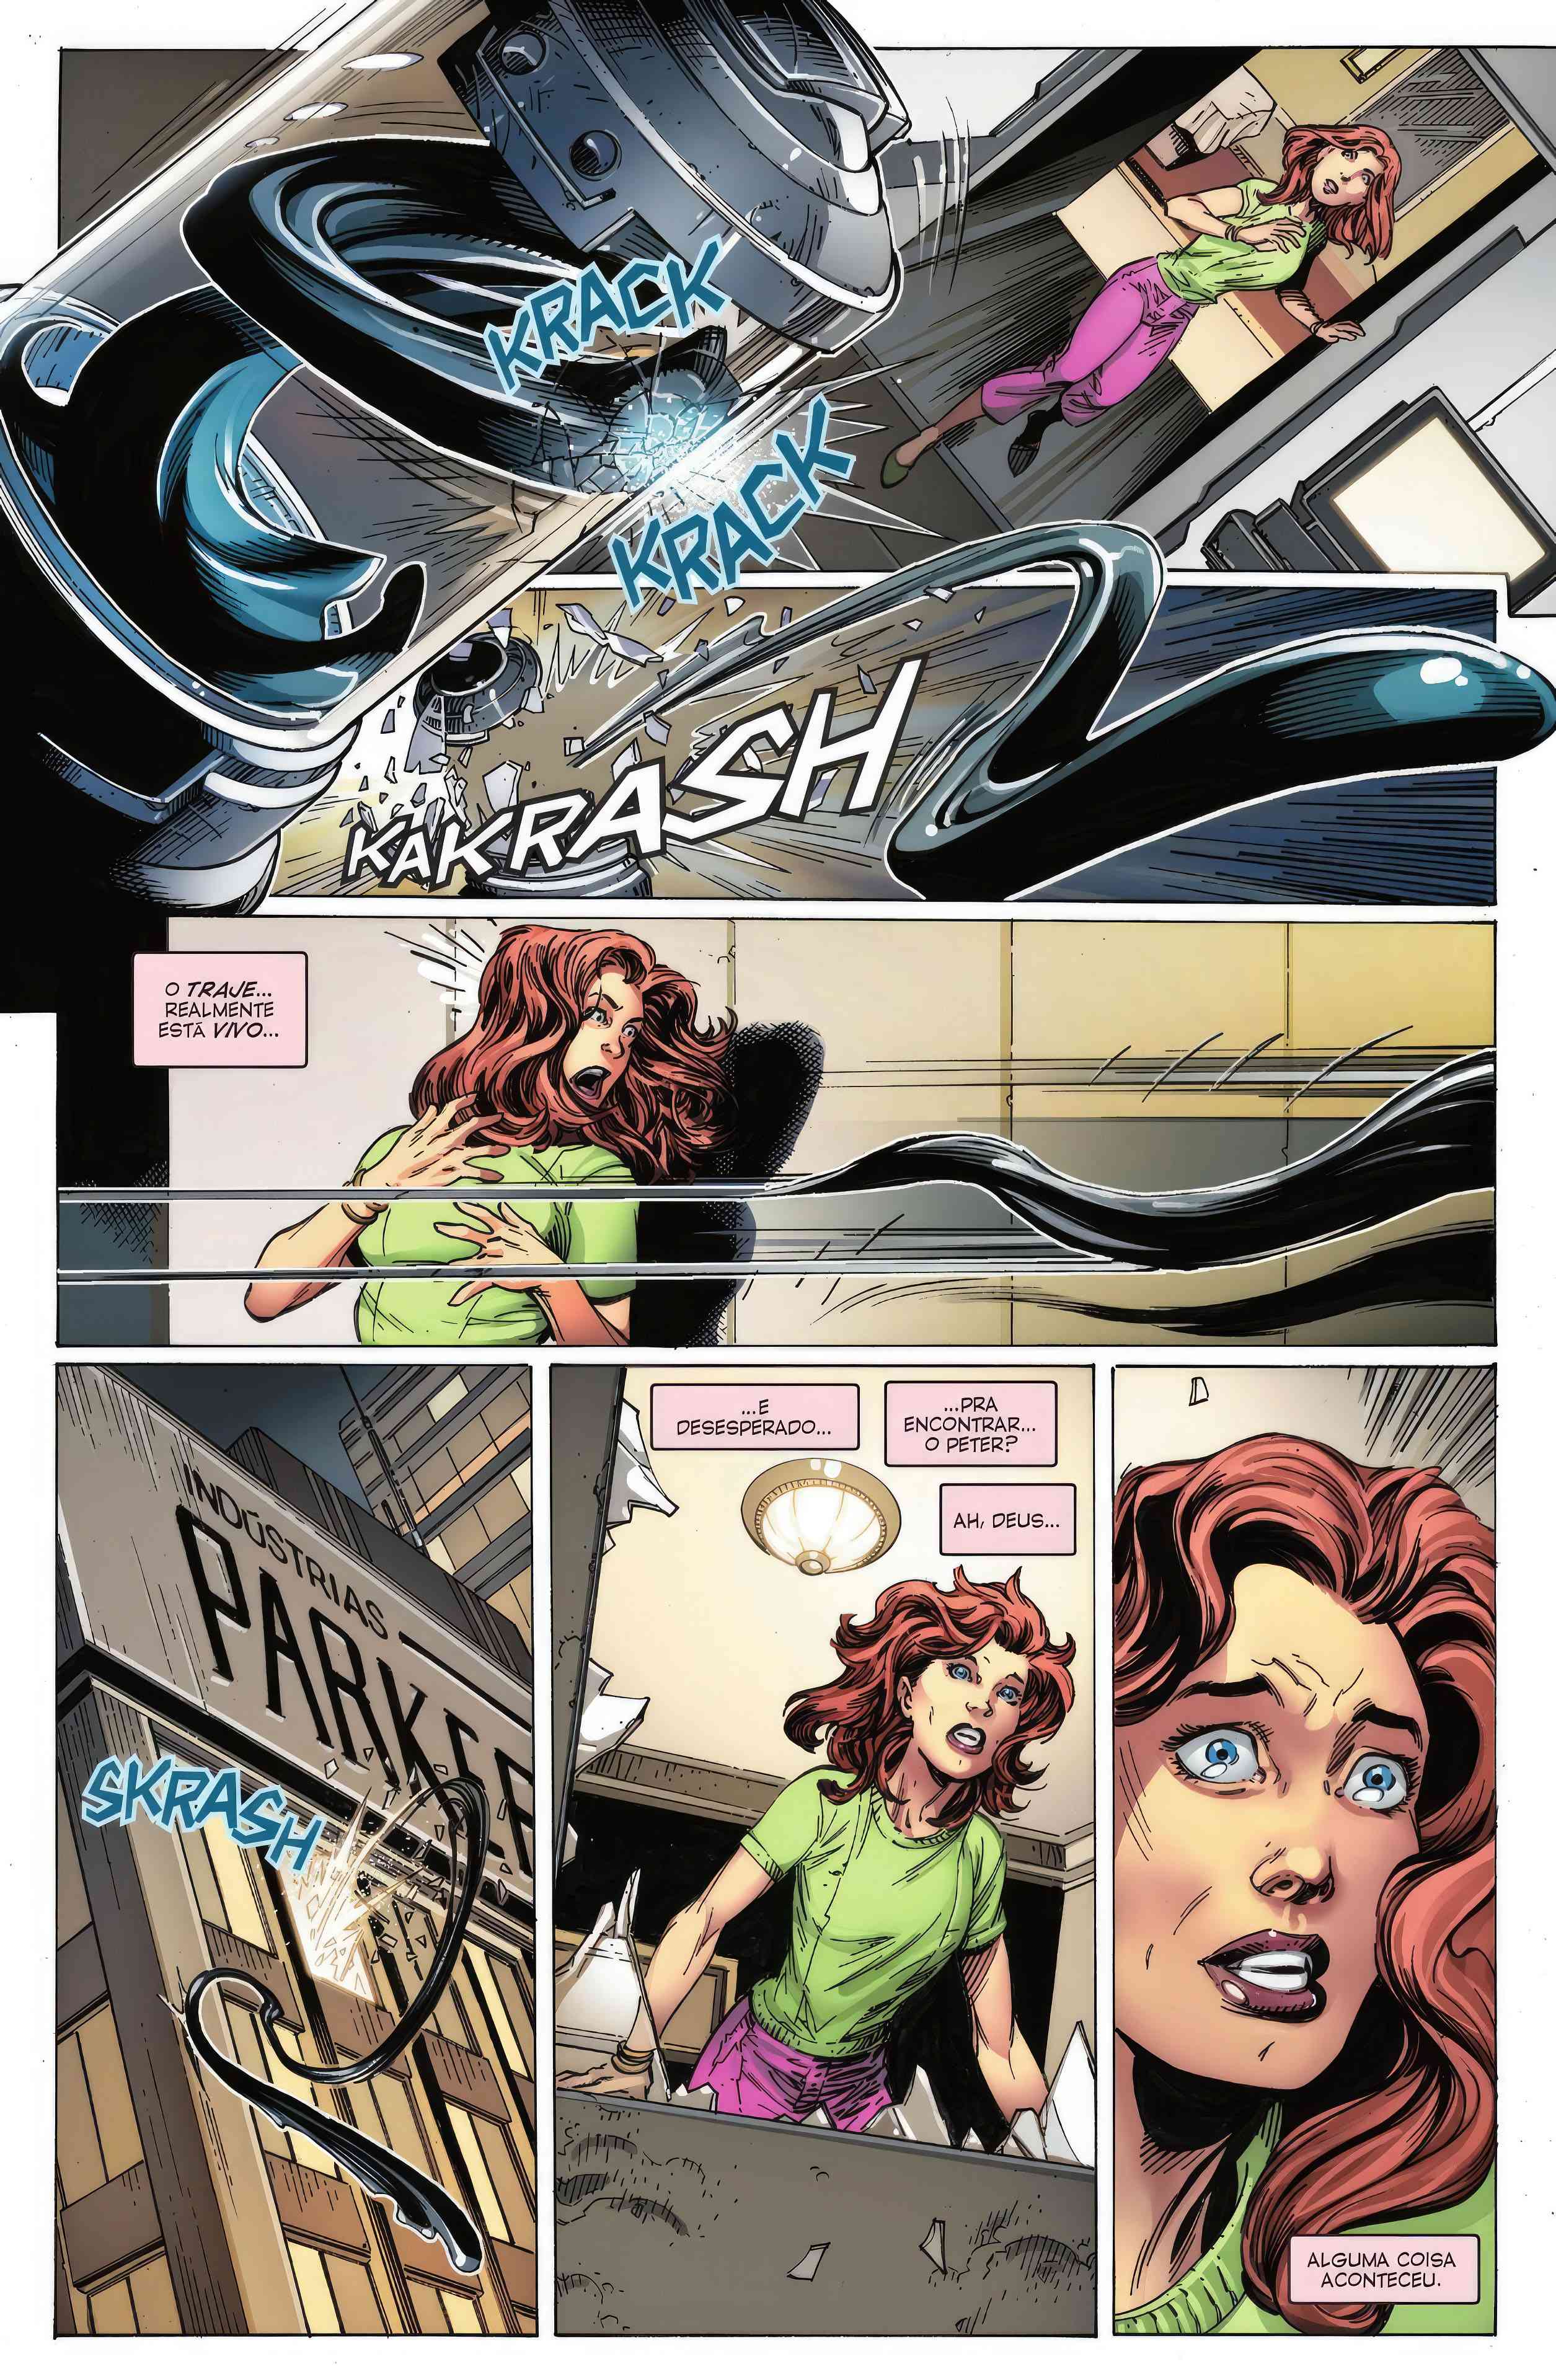 KRACK
KRACK
KAKRASH
O TRAJE...
REALMENTE
ESTÁ VIVO...
INDÚSTRIAS
PARKER
SKRASH
...E
DESESPERADO...
...PRA
ENCONTRAR...
O PETER?
AH, DEUS...
ALGUMA COISA
ACONTECEU.